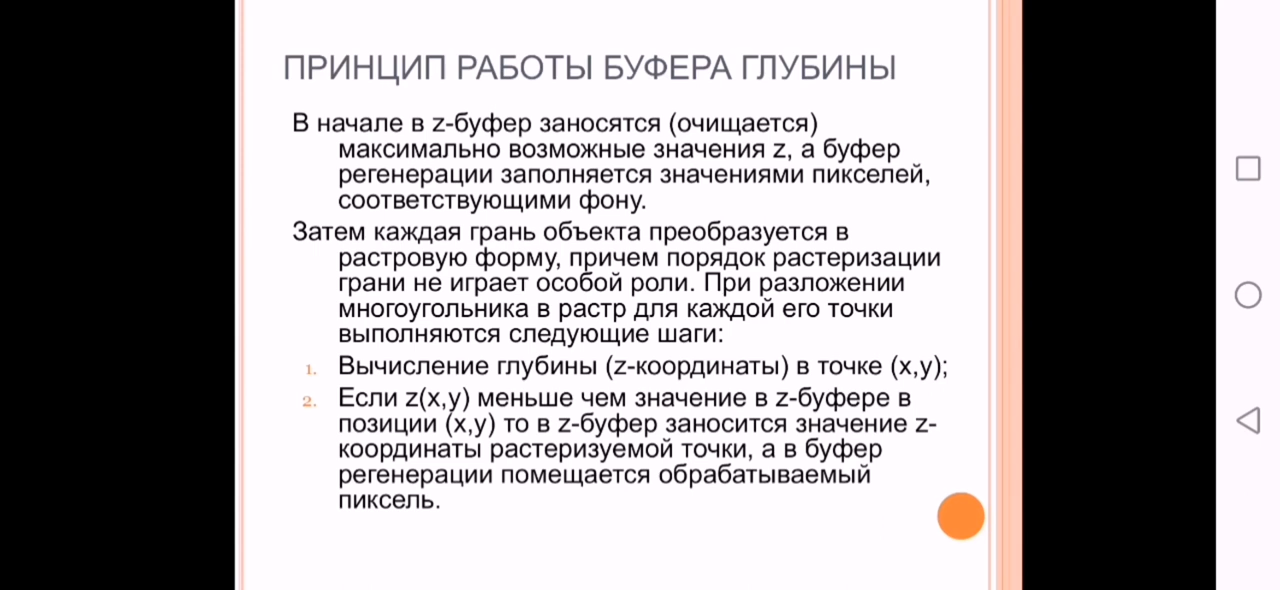 ПРИНЦИП РАБОТЫ БУФЕРА ГЛУБИНЫ
В начале в z-буфер заносятся (очищается)
максимально возможные значения z, а буфер
регенерации заполняется значениями пикселей,
соответствующими фону.
Затем каждая грань объекта преобразуется в
растровую форму, причем порядок растеризации
грани не играет особой роли. При разложении
многоугольника в растр для каждой его точки
выполняются следующие шаги:
1. Вычисление глубины (z-координаты) в точке (x,y);
2. Если z(x,y) меньше чем значение в z-буфере в
позиции (x,y) то в z-буфер заносится значение z-
координаты растеризуемой точки, а в буфер
регенерации помещается обрабатываемый
пиксель.